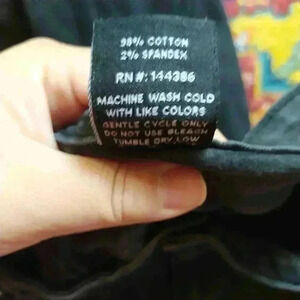 98% COTTON
2% SPANDEX
RN#: 144386
MACHINE WASH COLD
WITH LIKE COLORS
GENTLE CYCLE ONLY
DO NOT USE BLEACH
TUMBLE DRY LOW